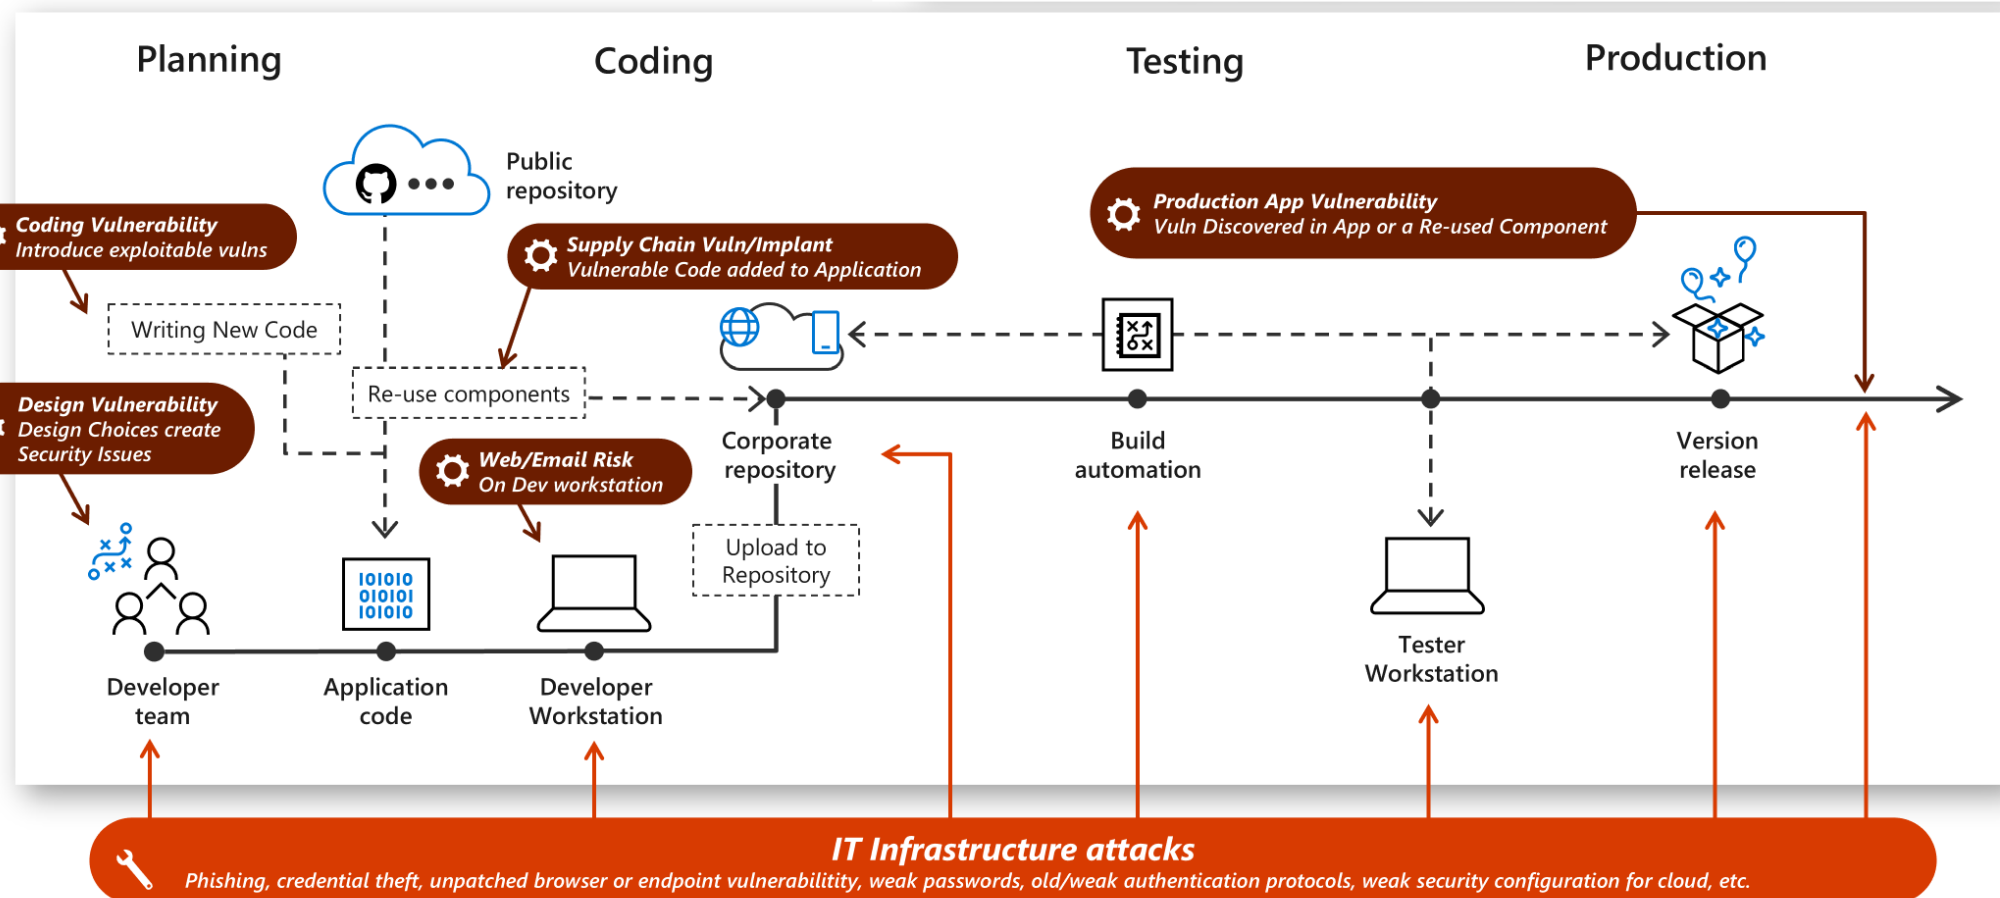 Planning
Coding
Testing
Production
Public
repository
Coding Vulnerability
Introduce exploitable vulns
Supply Chain Vuln/Implant
Vulnerable Code added to Application
Production App Vulnerability
Vuln Discovered in App or a Re-used Component
Writing New Code
Re-use components
Design Vulnerability
Design Choices create
Security Issues
Web/Email Risk
On Dev workstation
Corporate
repository
Build
automation
Version
release
Upload to
Repository
IOIOIO
OIOIOI
IOIOIO
Tester
Workstation
Developer
team
Application
code
Developer
Workstation
IT Infrastructure attacks
Phishing, credential theft, unpatched browser or endpoint vulnerabilitity, weak passwords, old/weak authentication protocols, weak security configuration for cloud, etc.